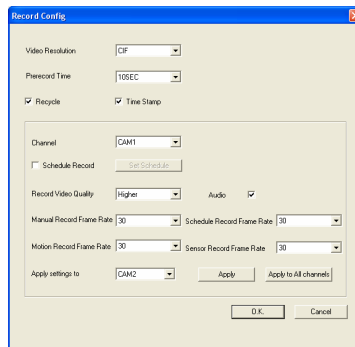 Record Config
Video Resolution CIF
Prerecord Time 10SEC
Recycle Time Stamp
Channel CAM1
Schedule Record Set Schedule
Record Video Quality Higher Audio
Manual Record Frame Rate 30 Schedule Record Frame Rate 30
Motion Record Frame Rate 30 Sensor Record Frame Rate 30
Apply settings to CAM2 Apply Apply to All channels
O.K. Cancel